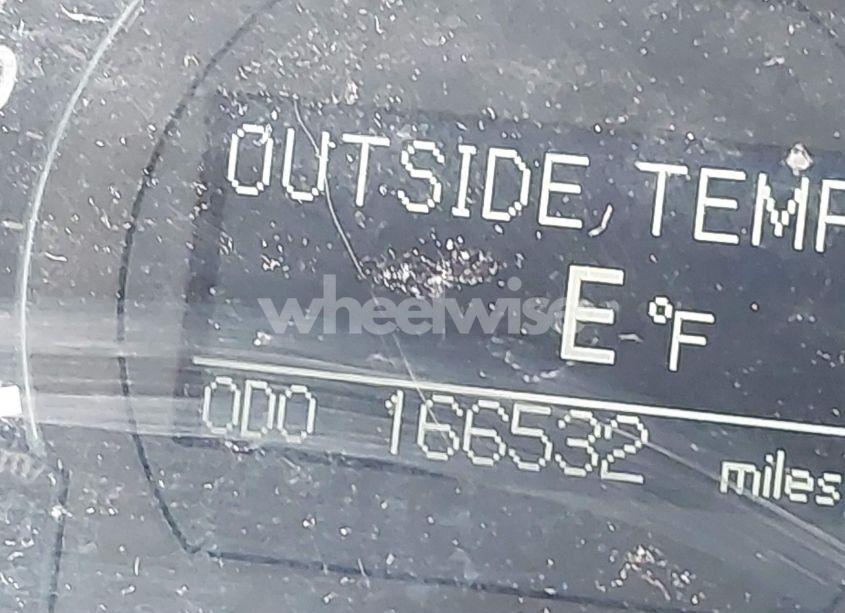 OUTSIDE TEMP
E °F
wheelwise
ODO 166532 miles